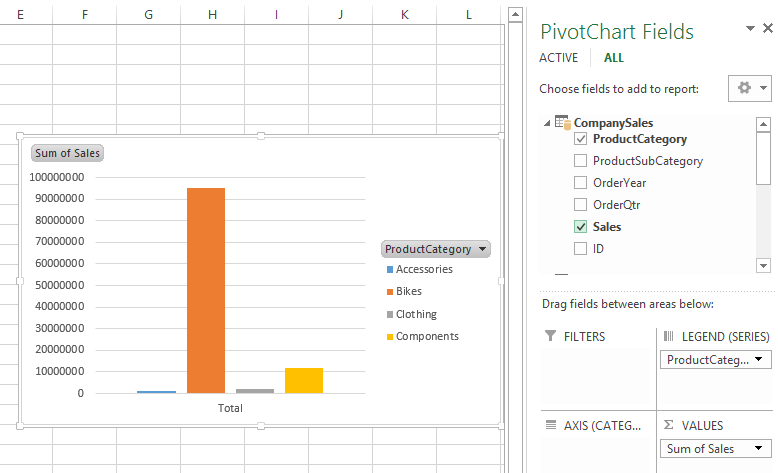 E F G H I J K L
PivotChart Fields
ACTIVE ALL
Choose fields to add to report:
CompanySales
ProductCategory
ProductSubCategory
OrderYear
OrderQtr
Sales
ID
Sum of Sales
100000000
90000000
80000000
70000000
60000000
50000000
40000000
30000000
20000000
10000000
0
Total
ProductCategory
Accessories
Bikes
Clothing
Components
Drag fields between areas below:
FILTERS
LEGEND (SERIES)
ProductCateg...
AXIS (CATEG...
Σ VALUES
Sum of Sales